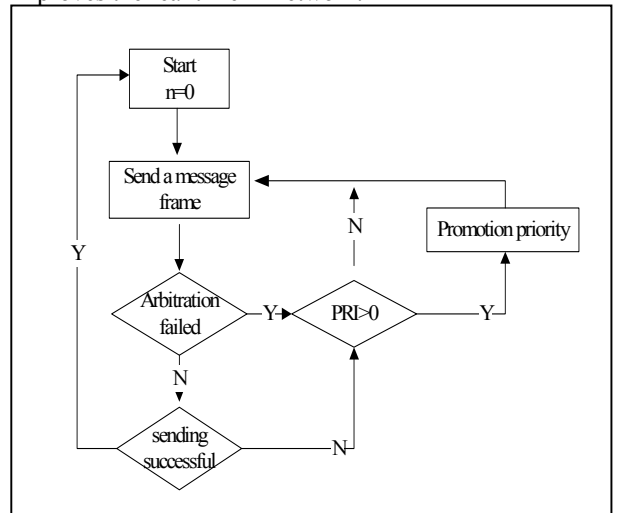 Start
n=0
Send a message
frame
N
Promotion priority
Y
Arbitration
failed
Y
PRI>0
Y
N
sending
successful
N